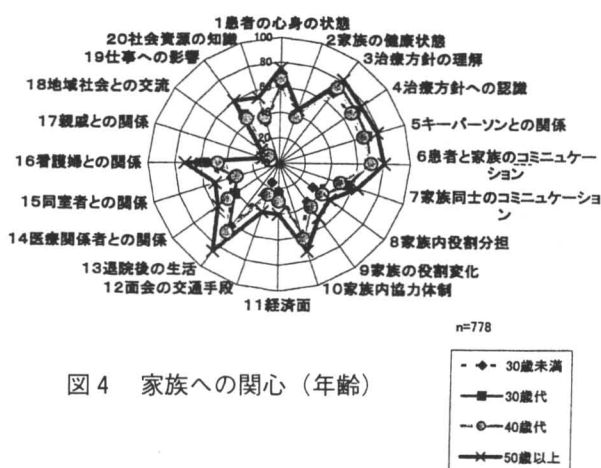 1患者の心身の状態
2家族の健康状態
3治療方針の理解
4治療方針への認識
5キーパーソンとの関係
6患者と家族のコミニュケー
ション
7家族同士のコミニュケーショ
ン
8家族内役割分担
9家族の役割変化
10家族内協力体制
11経済面
12面会の交通手段
13退院後の生活
14医療関係者との関係
15同室者との関係
16看護婦との関係
17親戚との関係
18地域社会との交流
19仕事への影響
20社会資源の知識
100
80
20
n=778
30歳未満
30歳代
40歳代
50歳以上
図4 家族への関心（年齢）